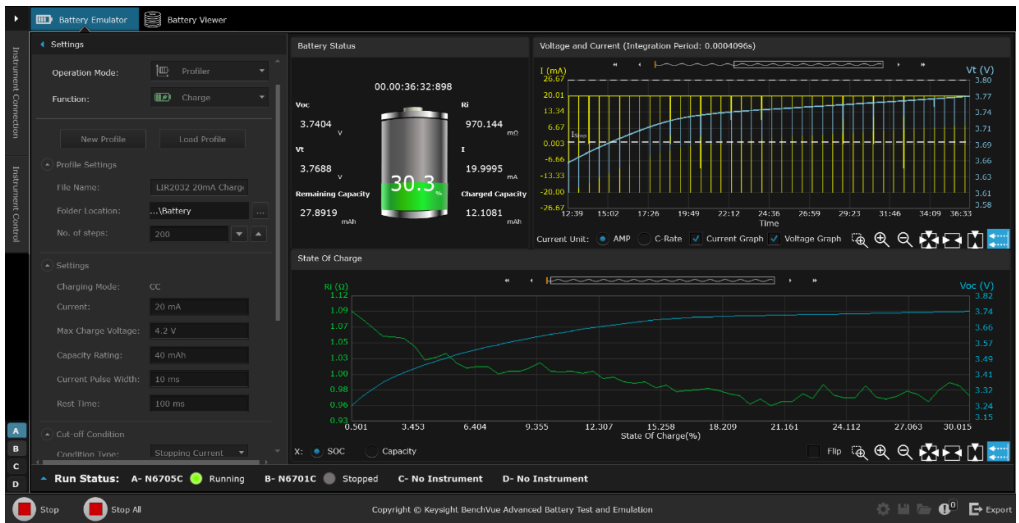 Battery Emulator Battery Viewer
Instrument Connection
Instrument Control
A
B
C
D
Settings
Operation Mode: Profiler
Function: Charge
New Profile Load Profile
Profile Settings
File Name: LIR2032 20mA Charg
Folder Location: ...\Battery ...
No. of steps: 200
Settings
Charging Mode: CC
Current: 20 mA
Max Charge Voltage: 4.2 V
Capacity Rating: 40 mAh
Current Pulse Width: 10 ms
Rest Time: 100 ms
Cut-off Condition
Condition Type: Stopping Current
Battery Status
00.00:36:32:898
Voc Ri
3.7404 V 970.144 mΩ
Vt I
3.7688 V 19.9995 mA
30.3 %
Remaining Capacity Charged Capacity
27.8919 mAh 12.1081 mAh
Voltage and Current (Integration Period: 0.0004096s)
I (mA) Vt (V)
26.67 3.80
20.01 3.77
13.34 3.74
6.67 3.71
0.003 3.69
-6.66 3.66
-13.33 3.63
-20.00 3.61
-26.67 3.58
12:39 15:02 17:26 19:49 22:12 24:36 26:59 29:23 31:46 34:09 36:33
Time
Current Unit: AMP C-Rate Current Graph Voltage Graph
State Of Charge
Ri (Ω) Voc (V)
1.12 3.82
1.09 3.74
1.07 3.66
1.05 3.57
1.03 3.49
1.00 3.41
0.98 3.32
0.96 3.24
0.93 3.15
0.501 3.453 6.404 9.355 12.307 15.258 18.209 21.161 24.112 27.063 30.015
State Of Charge(%)
X: SOC Capacity Flip
Run Status: A- N6705C Running B- N6701C Stopped C- No Instrument D- No Instrument
Stop Stop All Copyright © Keysight BenchVue Advanced Battery Test and Emulation 0 Export